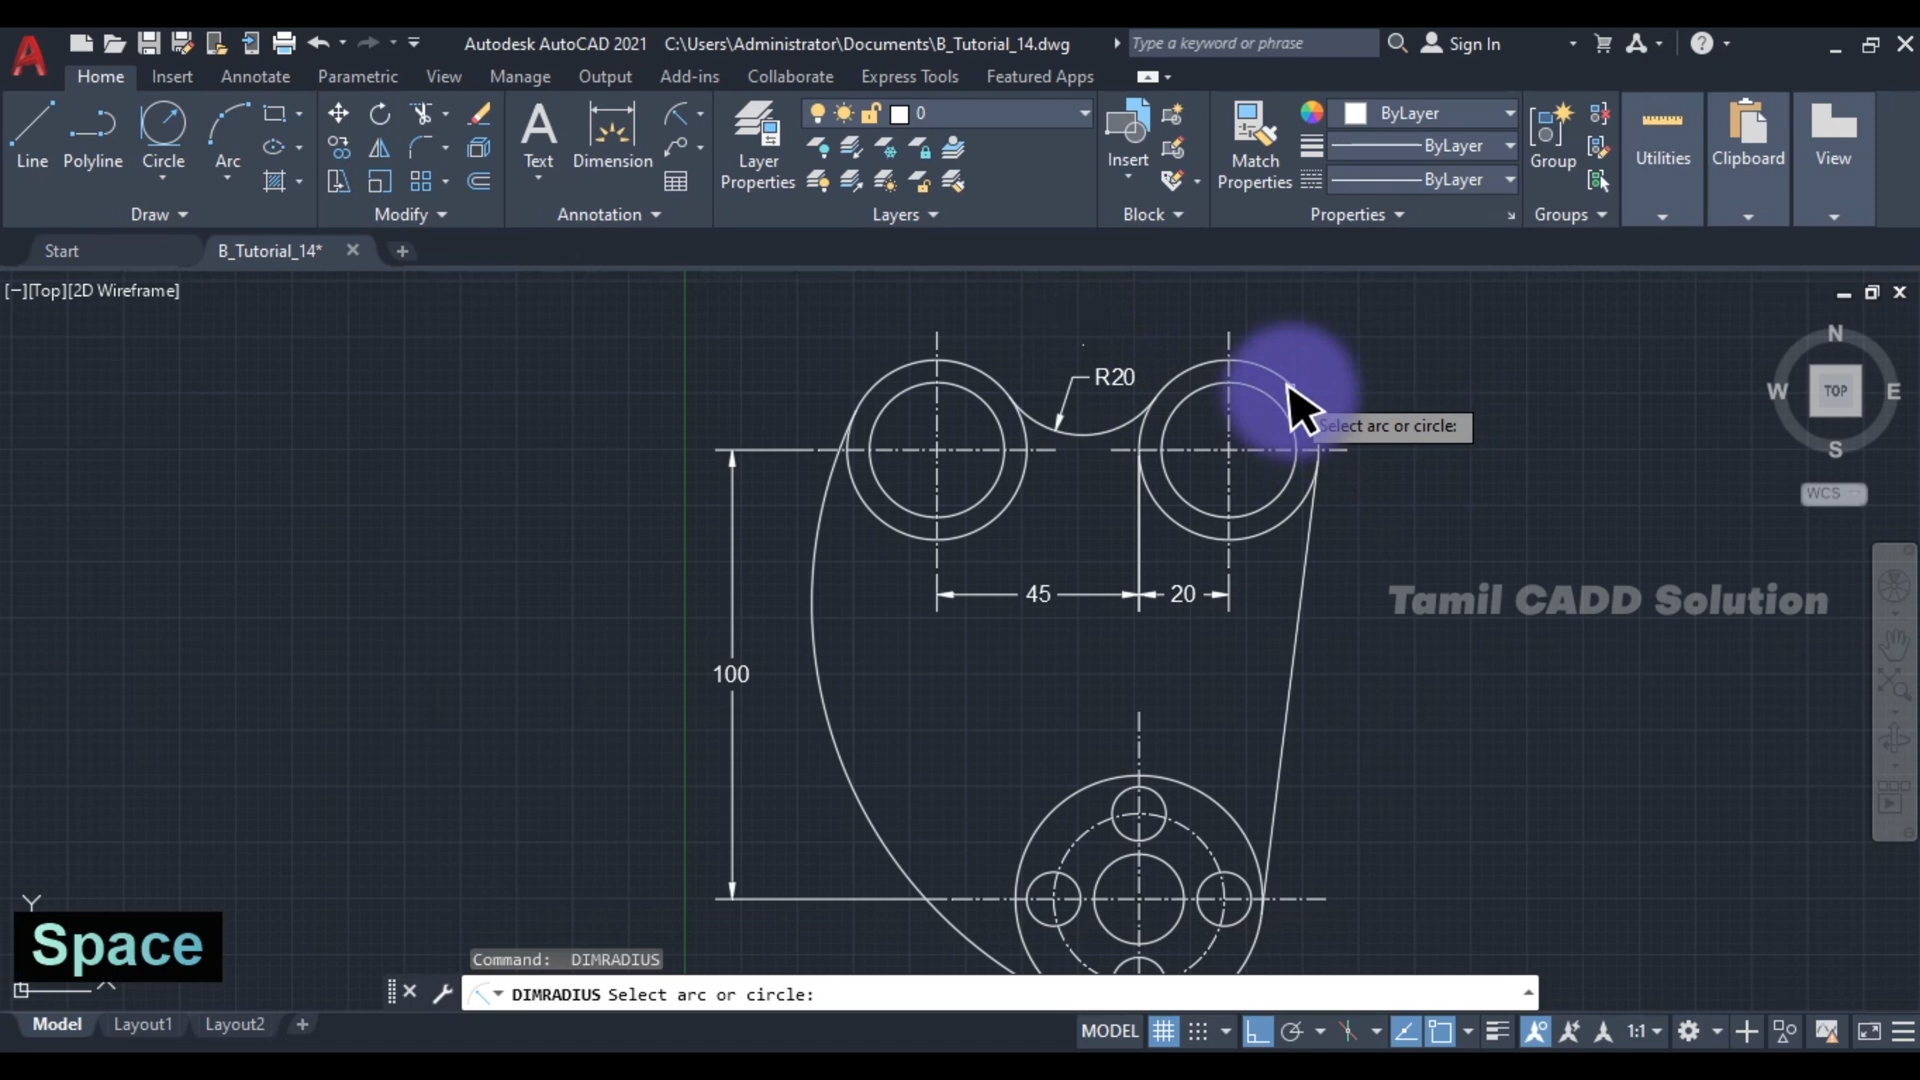 Autodesk AutoCAD 2021 C:\Users\Administrator\Documents\B_Tutorial_14.dwg Type a keyword or phrase Sign In
Home Insert Annotate Parametric View Manage Output Add-ins Collaborate Express Tools Featured Apps
Line Polyline Circle Arc
Text Dimension
Layer Properties
0
Insert
Match Properties
ByLayer
ByLayer
ByLayer
Group
Utilities Clipboard View
Draw Modify Annotation Layers Block Properties Groups
Start B_Tutorial_14*
[−][Top][2D Wireframe]
N
W TOP E
S
WCS
R20
Select arc or circle:
45 20
100
Tamil CADD Solution
Y
Space
Command: DIMRADIUS
DIMRADIUS Select arc or circle:
Model Layout1 Layout2
MODEL 1:1